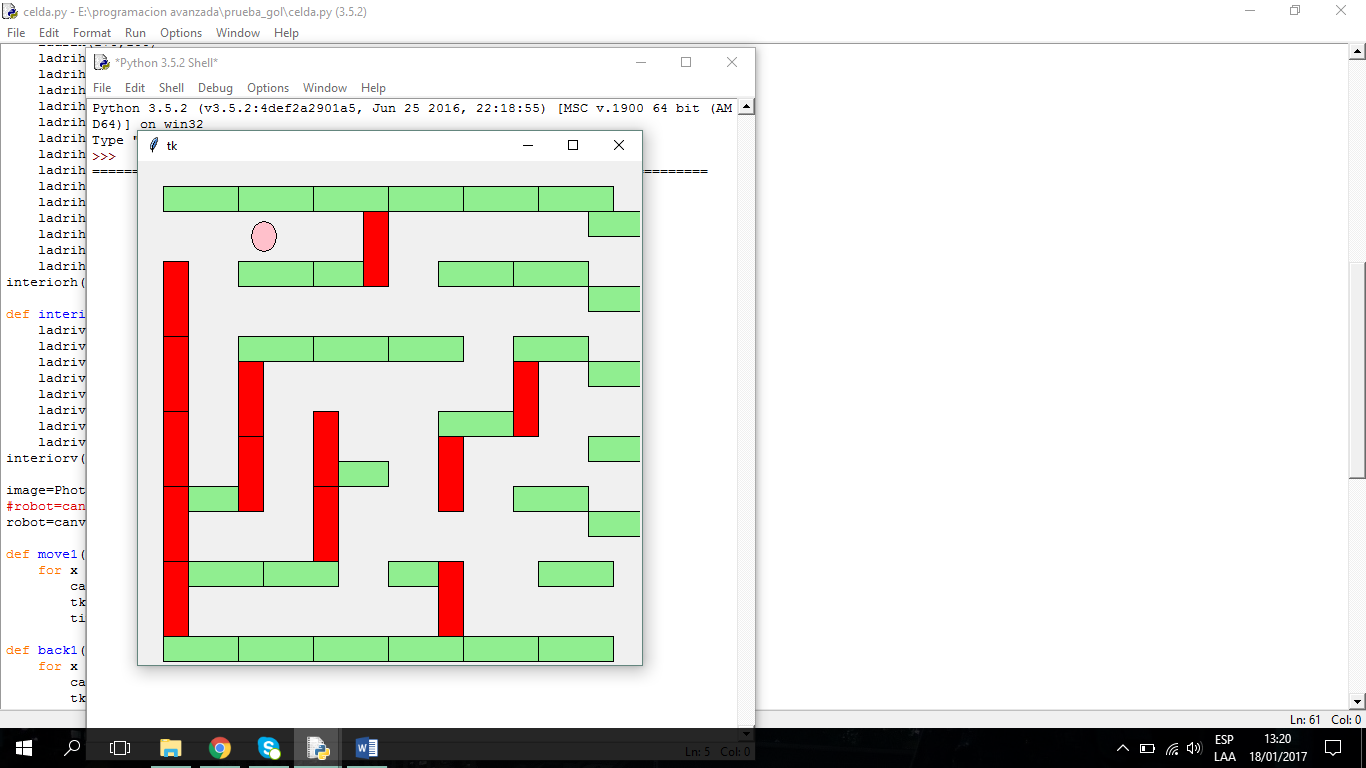 celda.py - E:\programacion avanzada\prueba_gol\celda.py (3.5.2)
File Edit Format Run Options Window Help
ladrih
ladrih
ladrih
ladrih
ladrih
ladrih
ladrih
ladrih
ladrih
ladrih
ladrih
ladrih
ladrih
ladrih
interiorh(
def interi
ladriv
ladriv
ladriv
ladriv
ladriv
ladriv
ladriv
ladriv
interiorv(
image=Phot
#robot=can
robot=canv
def move1(
for x
ca
tk
ti
def back1(
for x
ca
tk
*Python 3.5.2 Shell*
File Edit Shell Debug Options Window Help
Python 3.5.2 (v3.5.2:4def2a2901a5, Jun 25 2016, 22:18:55) [MSC v.1900 64 bit (AM
D64)] on win32
Type "
>>>
tk
Ln: 5 Col: 0
Ln: 61 Col: 0
ESP
LAA
13:20
18/01/2017